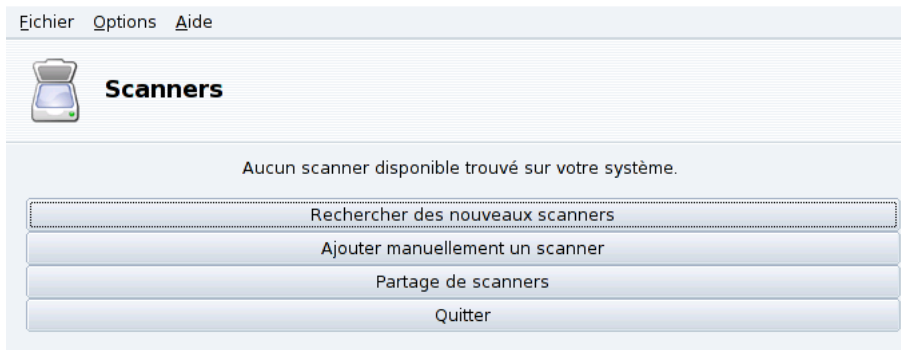 Fichier Options Aide
Scanners
Aucun scanner disponible trouvé sur votre système.
Rechercher des nouveaux scanners
Ajouter manuellement un scanner
Partage de scanners
Quitter